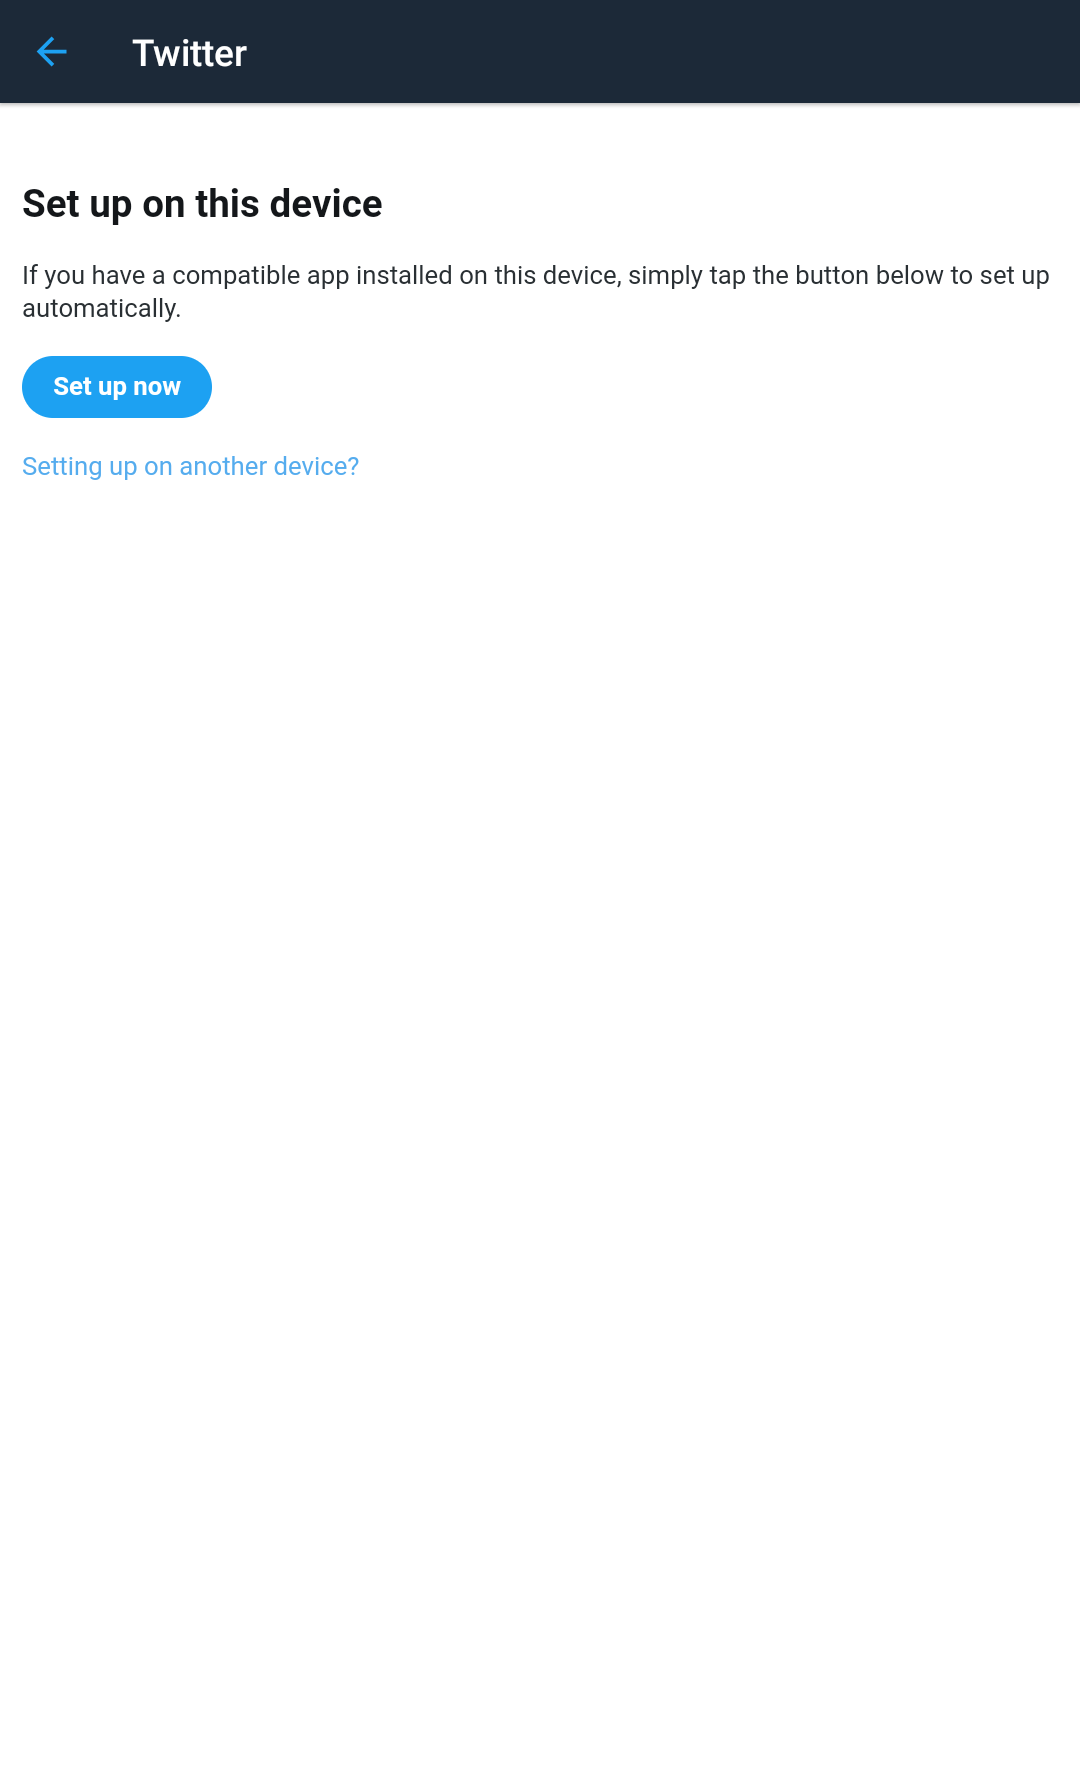 Twitter
Set up on this device
If you have a compatible app installed on this device, simply tap the button below to set up
automatically.
Set up now
Setting up on another device?